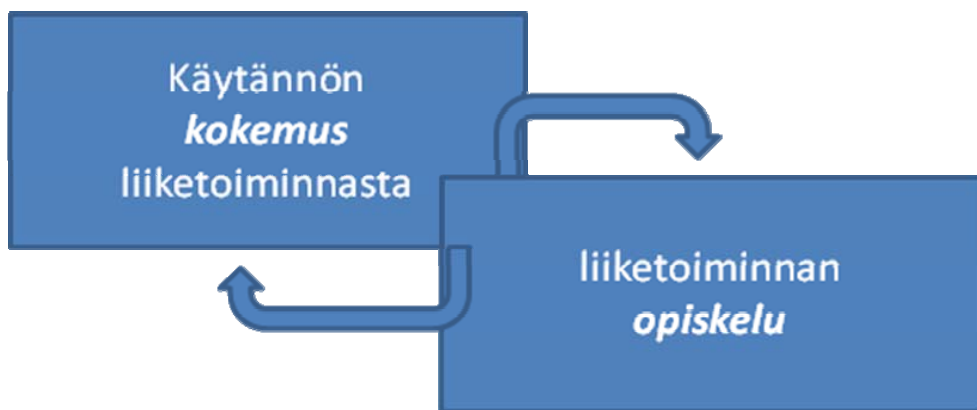 Käytännön
kokemus
liiketoiminnasta
liiketoiminnan
opiskelu